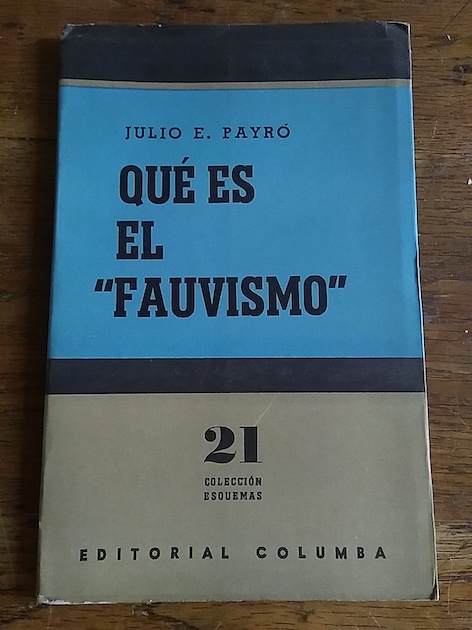 JULIO E. PAYRÓ
QUÉ ES
EL
“FAUVISMO”
21
COLECCIÓN
ESQUEMAS
EDITORIAL COLUMBA